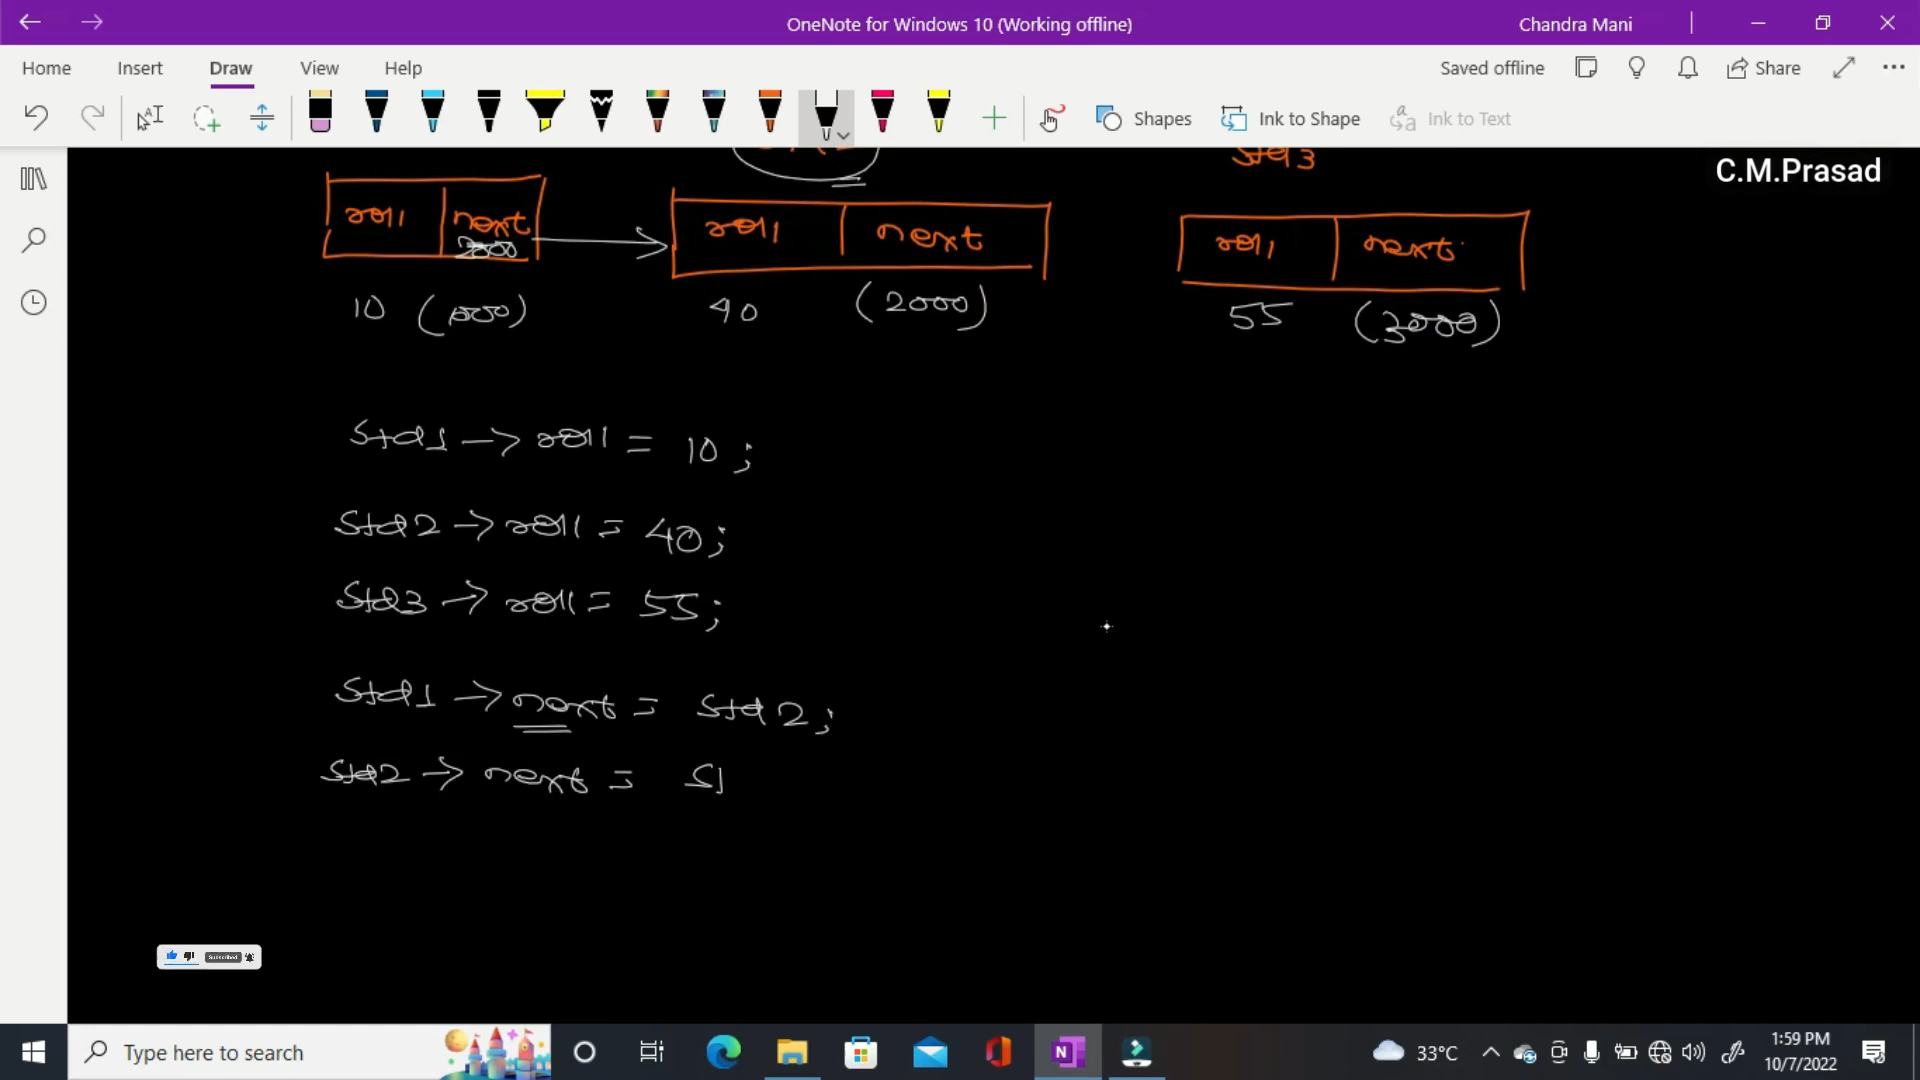 OneNote for Windows 10 (Working offline)
Chandra Mani
Home Insert Draw View Help
Saved offline
Share
Shapes
Ink to Shape
Ink to Text
C.M.Prasad
Std3
roll next
2000
roll next
roll next
10 (1000)
40 (2000)
55 (3000)
Std1 -> roll = 10;
Std2 -> roll = 40;
Std3 -> roll = 55;
Std1 -> next = Std2;
Std2 -> next =
Subscribed
Type here to search
33°C
1:59 PM
10/7/2022